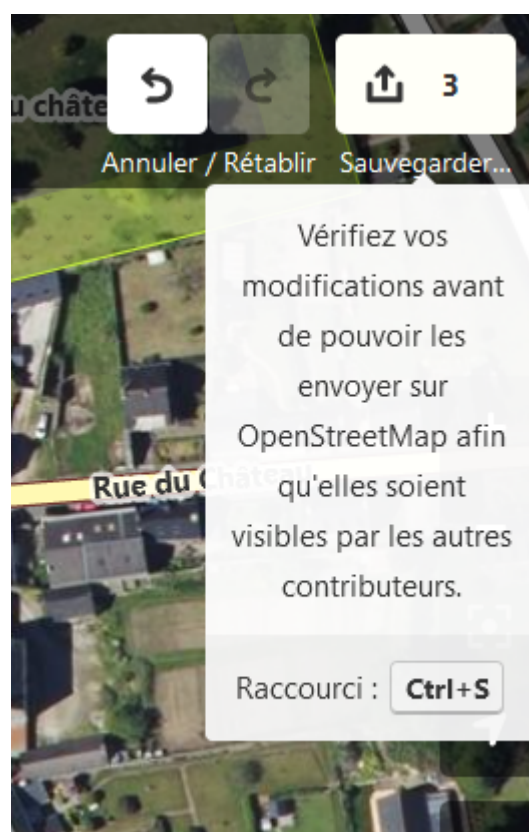 3
u châte
Annuler / Rétablir Sauvegarder...
Vérifiez vos
modifications avant
de pouvoir les
envoyer sur
OpenStreetMap afin
qu'elles soient
visibles par les autres
contributeurs.
Rue du Château
Raccourci : Ctrl+S